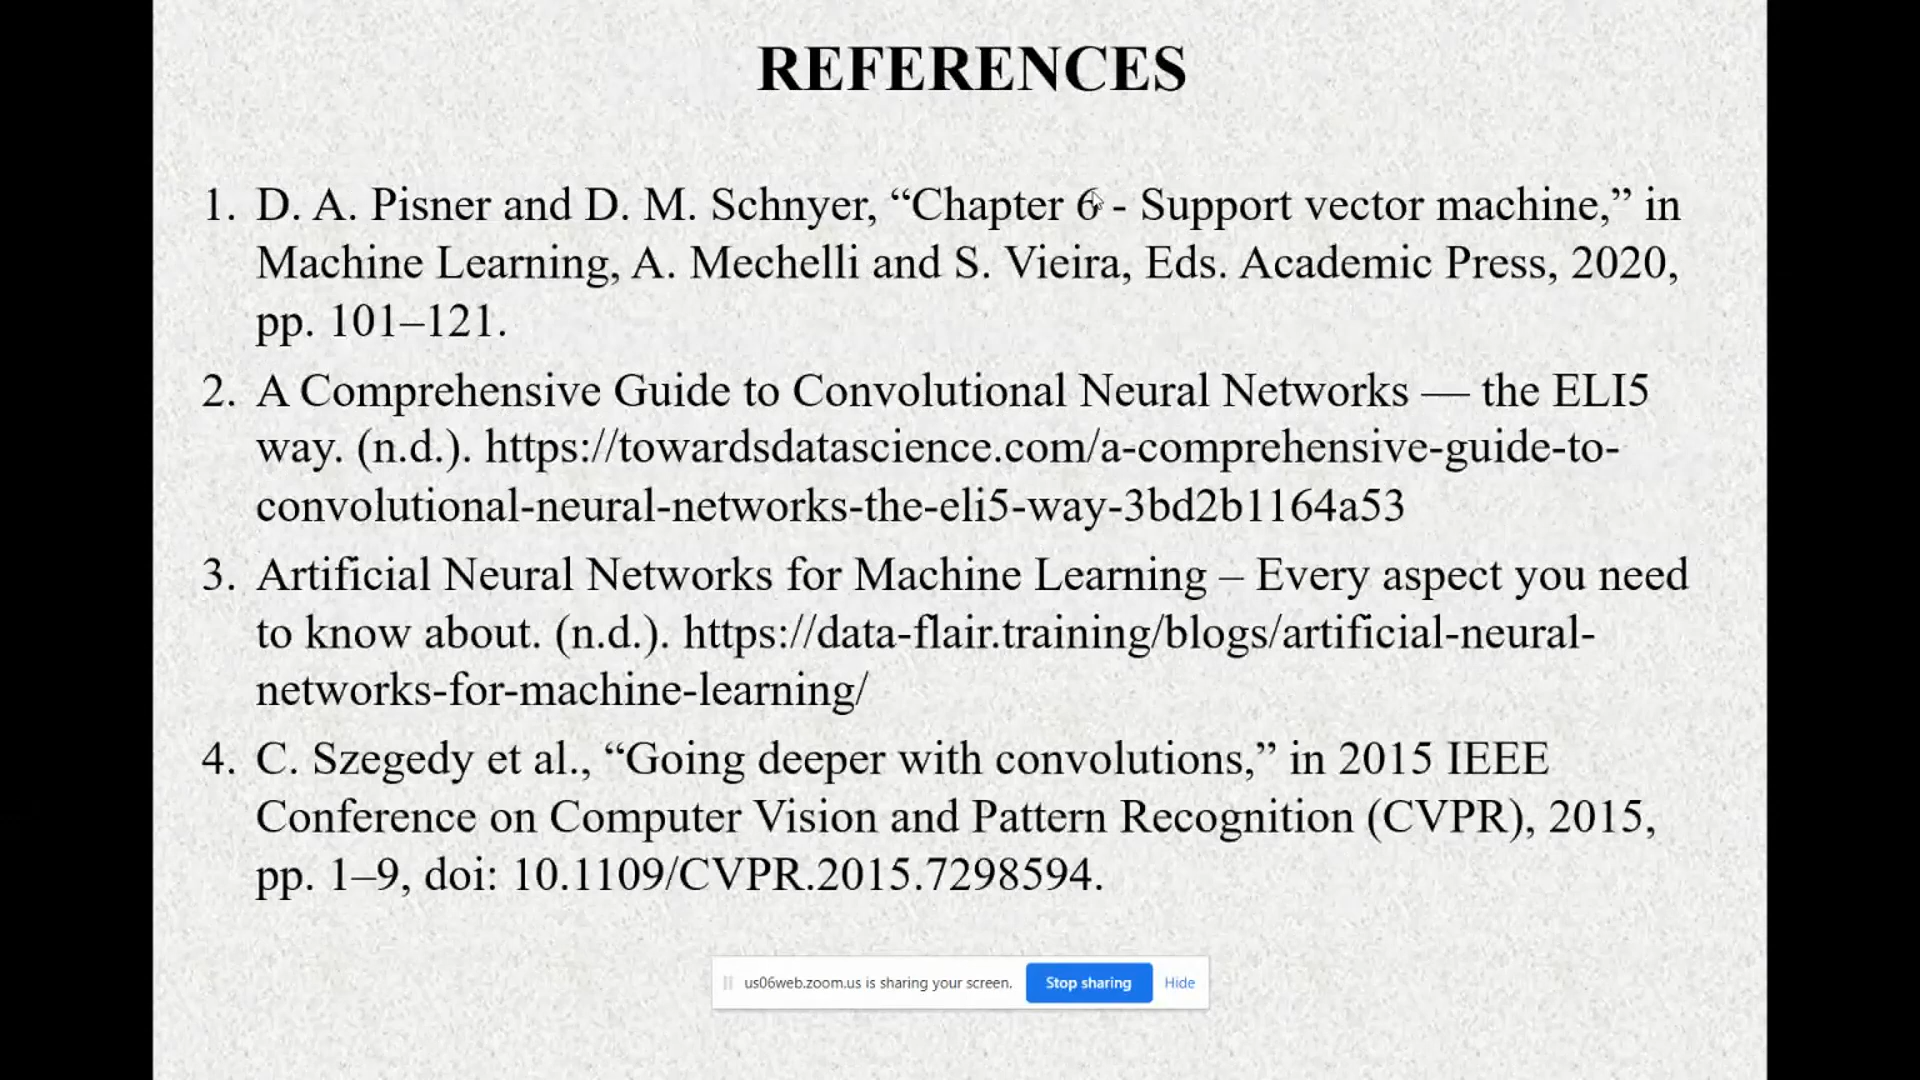 REFERENCES
1. D. A. Pisner and D. M. Schnyer, “Chapter 6 - Support vector machine,” in
Machine Learning, A. Mechelli and S. Vieira, Eds. Academic Press, 2020,
pp. 101–121.
2. A Comprehensive Guide to Convolutional Neural Networks — the ELI5
way. (n.d.). https://towardsdatascience.com/a-comprehensive-guide-to-
convolutional-neural-networks-the-eli5-way-3bd2b1164a53
3. Artificial Neural Networks for Machine Learning – Every aspect you need
to know about. (n.d.). https://data-flair.training/blogs/artificial-neural-
networks-for-machine-learning/
4. C. Szegedy et al., “Going deeper with convolutions,” in 2015 IEEE
Conference on Computer Vision and Pattern Recognition (CVPR), 2015,
pp. 1–9, doi: 10.1109/CVPR.2015.7298594.
us06web.zoom.us is sharing your screen. Stop sharing Hide